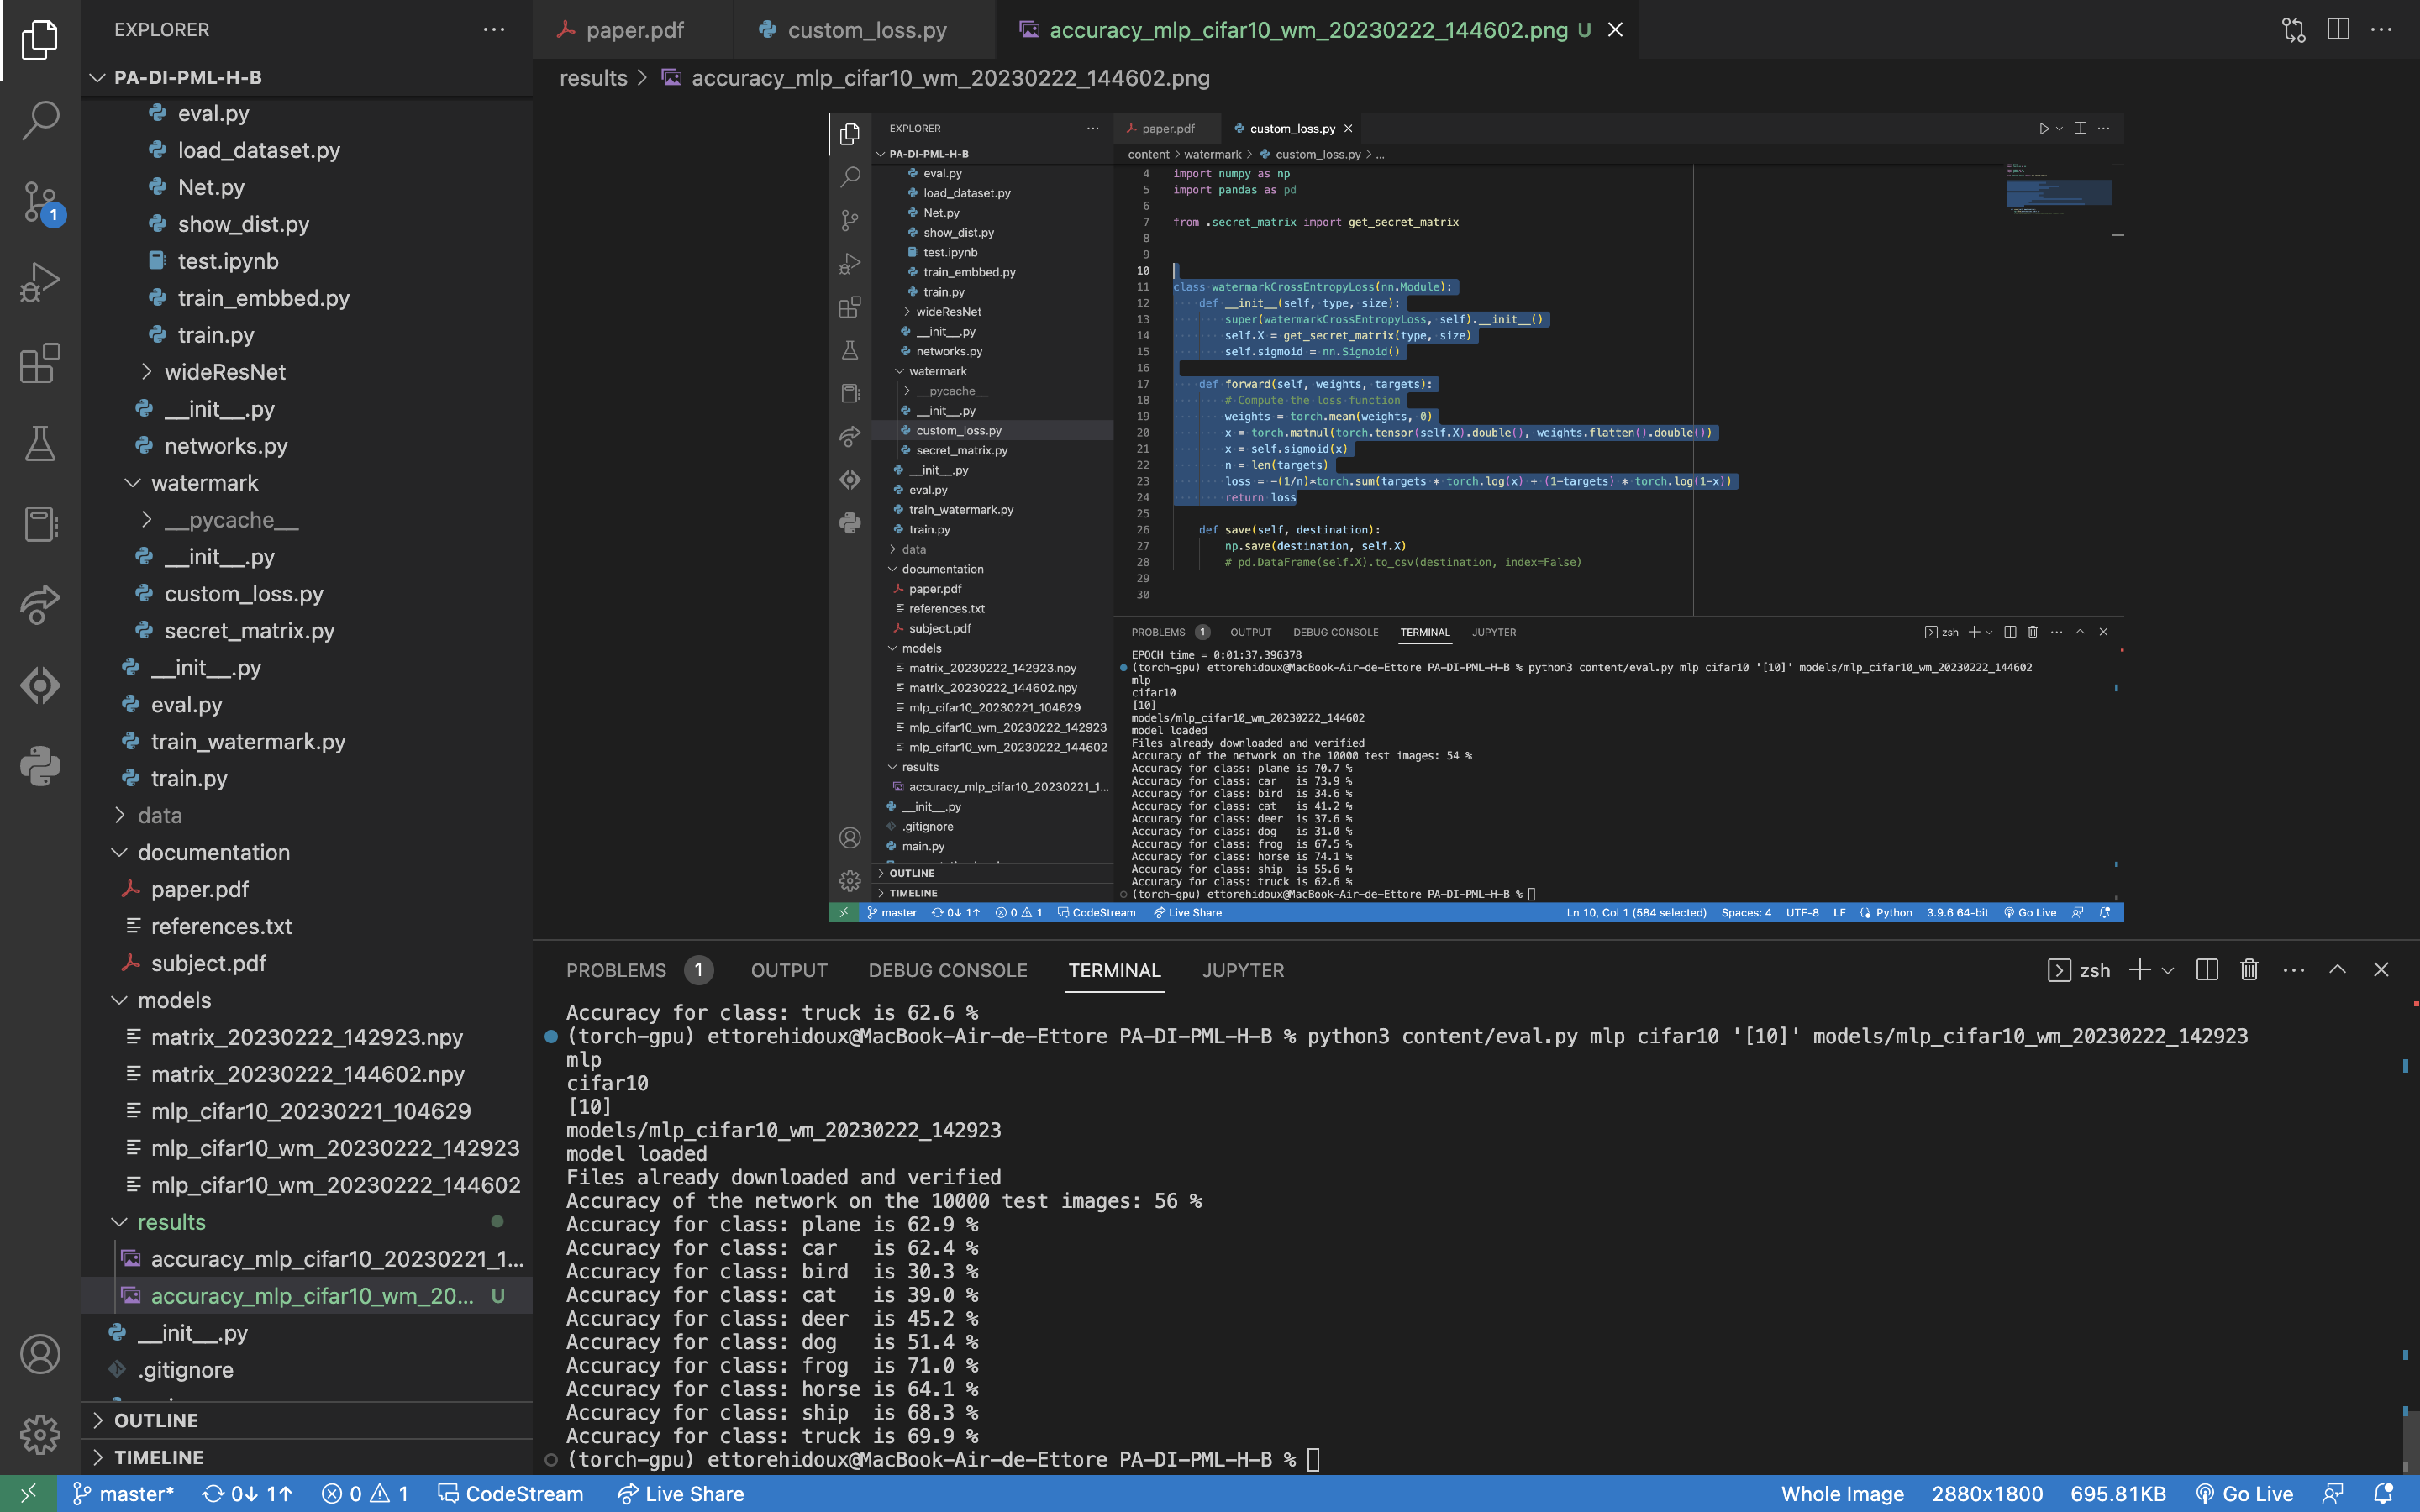 EXPLORER
PA-DI-PML-H-B
eval.py
load_dataset.py
Net.py
show_dist.py
test.ipynb
train_embbed.py
train.py
wideResNet
__init__.py
networks.py
watermark
__pycache__
__init__.py
custom_loss.py
secret_matrix.py
__init__.py
eval.py
train_watermark.py
train.py
data
documentation
paper.pdf
references.txt
subject.pdf
models
matrix_20230222_142923.npy
matrix_20230222_144602.npy
mlp_cifar10_20230221_104629
mlp_cifar10_wm_20230222_142923
mlp_cifar10_wm_20230222_144602
results
accuracy_mlp_cifar10_20230221_1...
accuracy_mlp_cifar10_wm_20... U
__init__.py
.gitignore
OUTLINE
TIMELINE
1
paper.pdf
custom_loss.py
accuracy_mlp_cifar10_wm_20230222_144602.png U
results > accuracy_mlp_cifar10_wm_20230222_144602.png
EXPLORER
PA-DI-PML-H-B
eval.py
load_dataset.py
Net.py
show_dist.py
test.ipynb
train_embbed.py
train.py
wideResNet
__init__.py
networks.py
watermark
__pycache__
__init__.py
custom_loss.py
secret_matrix.py
__init__.py
eval.py
train_watermark.py
train.py
data
documentation
paper.pdf
references.txt
subject.pdf
models
matrix_20230222_142923.npy
matrix_20230222_144602.npy
mlp_cifar10_20230221_104629
mlp_cifar10_wm_20230222_142923
mlp_cifar10_wm_20230222_144602
results
accuracy_mlp_cifar10_20230221_1...
__init__.py
.gitignore
main.py
OUTLINE
TIMELINE
paper.pdf
custom_loss.py
content > watermark > custom_loss.py > ...
4 import numpy as np
5 import pandas as pd
6
7 from .secret_matrix import get_secret_matrix
8
9
10
11 class watermarkCrossEntropyLoss(nn.Module):
12 def __init__(self, type, size):
13 super(watermarkCrossEntropyLoss, self).__init__()
14 self.X = get_secret_matrix(type, size)
15 self.sigmoid = nn.Sigmoid()
16
17 def forward(self, weights, targets):
18 # Compute the loss function
19 weights = torch.mean(weights, 0)
20 x = torch.matmul(torch.tensor(self.X).double(), weights.flatten().double())
21 x = self.sigmoid(x)
22 n = len(targets)
23 loss = -(1/n)*torch.sum(targets * torch.log(x) + (1-targets) * torch.log(1-x))
24 return loss
25
26 def save(self, destination):
27 np.save(destination, self.X)
28 # pd.DataFrame(self.X).to_csv(destination, index=False)
29
30
PROBLEMS 1 OUTPUT DEBUG CONSOLE TERMINAL JUPYTER zsh
EPOCH time = 0:01:37.396378
(torch-gpu) ettorehidoux@MacBook-Air-de-Ettore PA-DI-PML-H-B % python3 content/eval.py mlp cifar10 '[10]' models/mlp_cifar10_wm_20230222_144602
mlp
cifar10
[10]
models/mlp_cifar10_wm_20230222_144602
model loaded
Files already downloaded and verified
Accuracy of the network on the 10000 test images: 54 %
Accuracy for class: plane is 70.7 %
Accuracy for class: car is 73.9 %
Accuracy for class: bird is 34.6 %
Accuracy for class: cat is 41.2 %
Accuracy for class: deer is 37.6 %
Accuracy for class: dog is 31.0 %
Accuracy for class: frog is 67.5 %
Accuracy for class: horse is 74.1 %
Accuracy for class: ship is 55.6 %
Accuracy for class: truck is 62.6 %
(torch-gpu) ettorehidoux@MacBook-Air-de-Ettore PA-DI-PML-H-B %
master 0↓ 1↑ 0 1 CodeStream Live Share Ln 10, Col 1 (584 selected) Spaces: 4 UTF-8 LF Python 3.9.6 64-bit Go Live
PROBLEMS 1 OUTPUT DEBUG CONSOLE TERMINAL JUPYTER zsh
Accuracy for class: truck is 62.6 %
(torch-gpu) ettorehidoux@MacBook-Air-de-Ettore PA-DI-PML-H-B % python3 content/eval.py mlp cifar10 '[10]' models/mlp_cifar10_wm_20230222_142923
mlp
cifar10
[10]
models/mlp_cifar10_wm_20230222_142923
model loaded
Files already downloaded and verified
Accuracy of the network on the 10000 test images: 56 %
Accuracy for class: plane is 62.9 %
Accuracy for class: car is 62.4 %
Accuracy for class: bird is 30.3 %
Accuracy for class: cat is 39.0 %
Accuracy for class: deer is 45.2 %
Accuracy for class: dog is 51.4 %
Accuracy for class: frog is 71.0 %
Accuracy for class: horse is 64.1 %
Accuracy for class: ship is 68.3 %
Accuracy for class: truck is 69.9 %
(torch-gpu) ettorehidoux@MacBook-Air-de-Ettore PA-DI-PML-H-B %
master* 0↓ 1↑ 0 1 CodeStream Live Share Whole Image 2880x1800 695.81KB Go Live